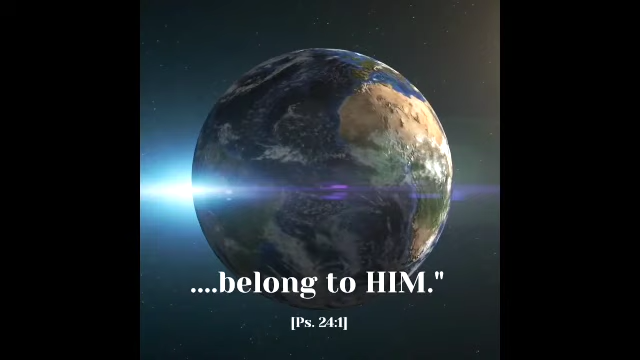 ....belong to HIM."
[Ps. 24:1]